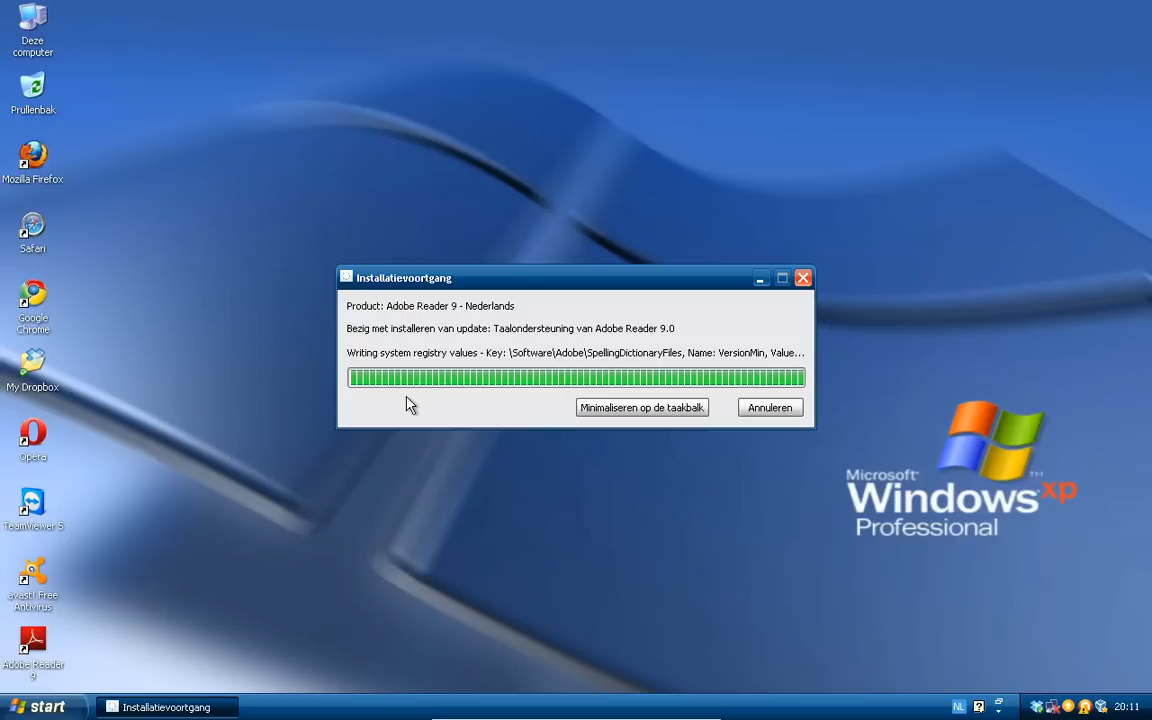 Deze
computer
Prullenbak
Mozilla Firefox
Safari
Google
Chrome
My Dropbox
Opera
TeamViewer 5
avast! Free
Antivirus
Adobe Reader
9
Installatievoortgang
Product: Adobe Reader 9 - Nederlands
Bezig met installeren van update: Taalondersteuning van Adobe Reader 9.0
Writing system registry values - Key: \Software\Adobe\SpellingDictionaryFiles, Name: VersionMin, Value...
Minimaliseren op de taakbalk
Annuleren
Microsoft
Windows xp
TM
Professional
start
Installatievoortgang
NL
20:11